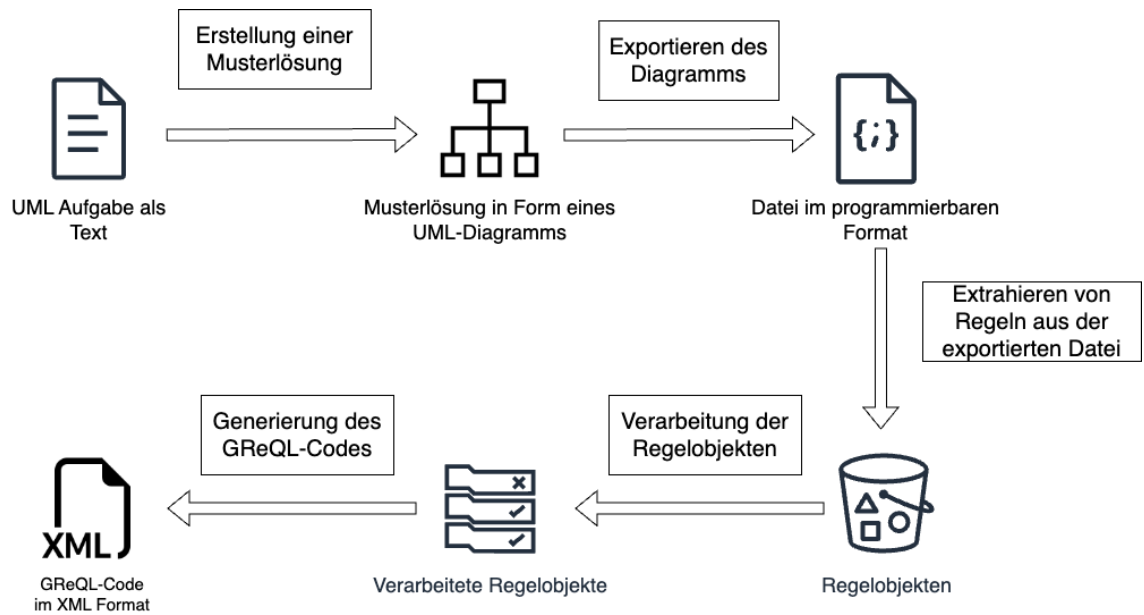 Erstellung einer
Musterlösung
Exportieren des
Diagramms
{;}
UML Aufgabe als
Text
Musterlösung in Form eines
UML-Diagramms
Datei im programmierbaren
Format
Extrahieren von
Regeln aus der
exportierten Datei
Generierung des
GReQL-Codes
Verarbeitung der
Regelobjekten
XML
GReQL-Code
im XML Format
Verarbeitete Regelobjekte
Regelobjekten